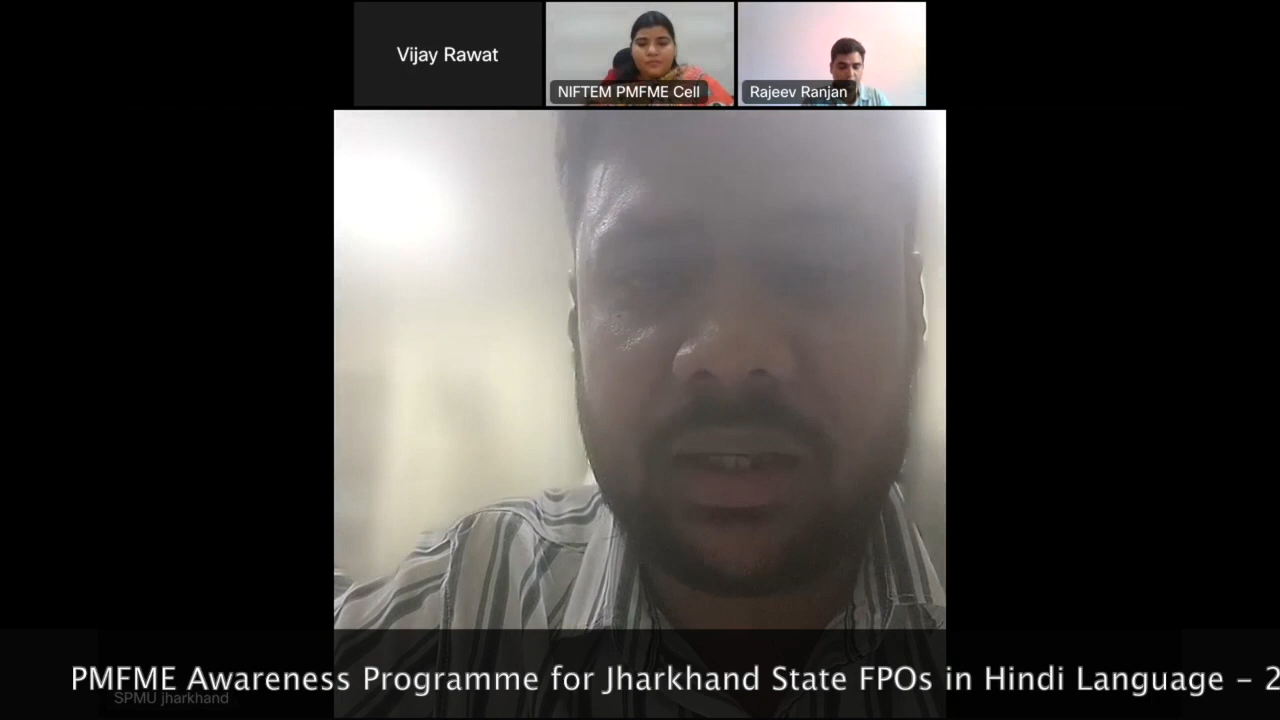 Vijay Rawat
NIFTEM PMFME Cell
Rajeev Ranjan
PMFME Awareness Programme for Jharkhand State FPOs in Hindi Language - 2
SPMU jharkhand